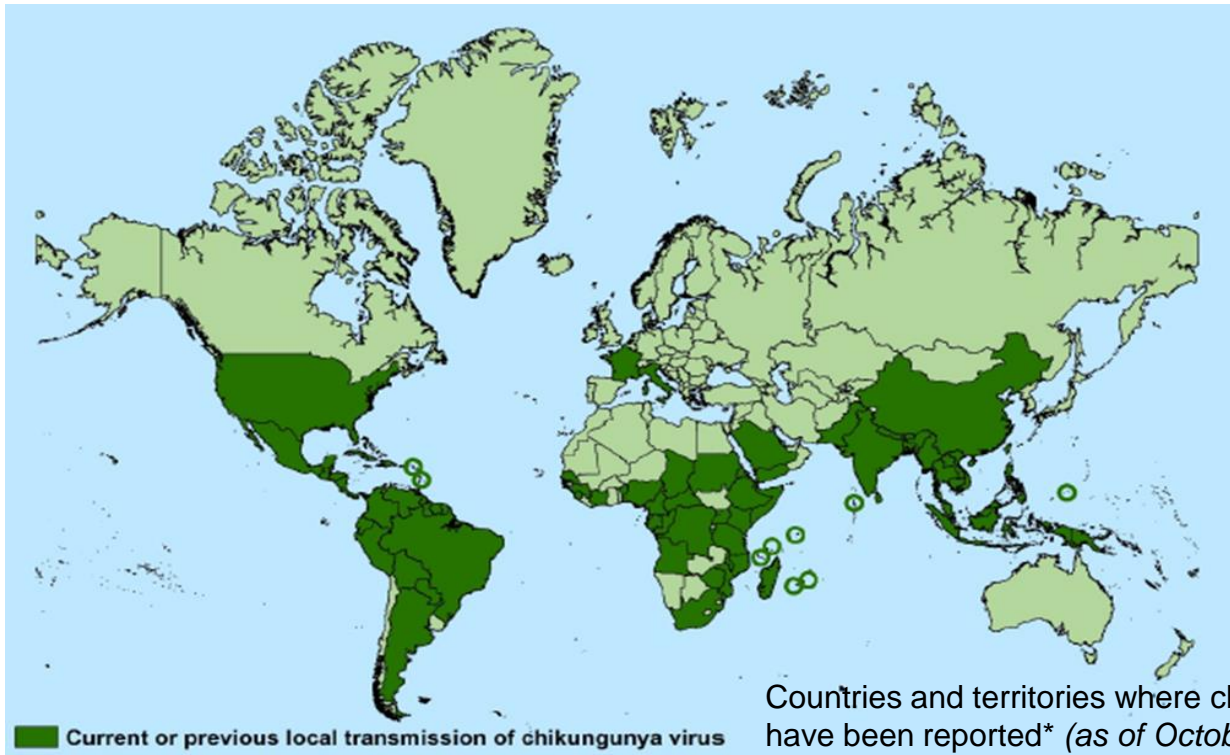 Current or previous local transmission of chikungunya virus
Countries and territories where
have been reported* (as of